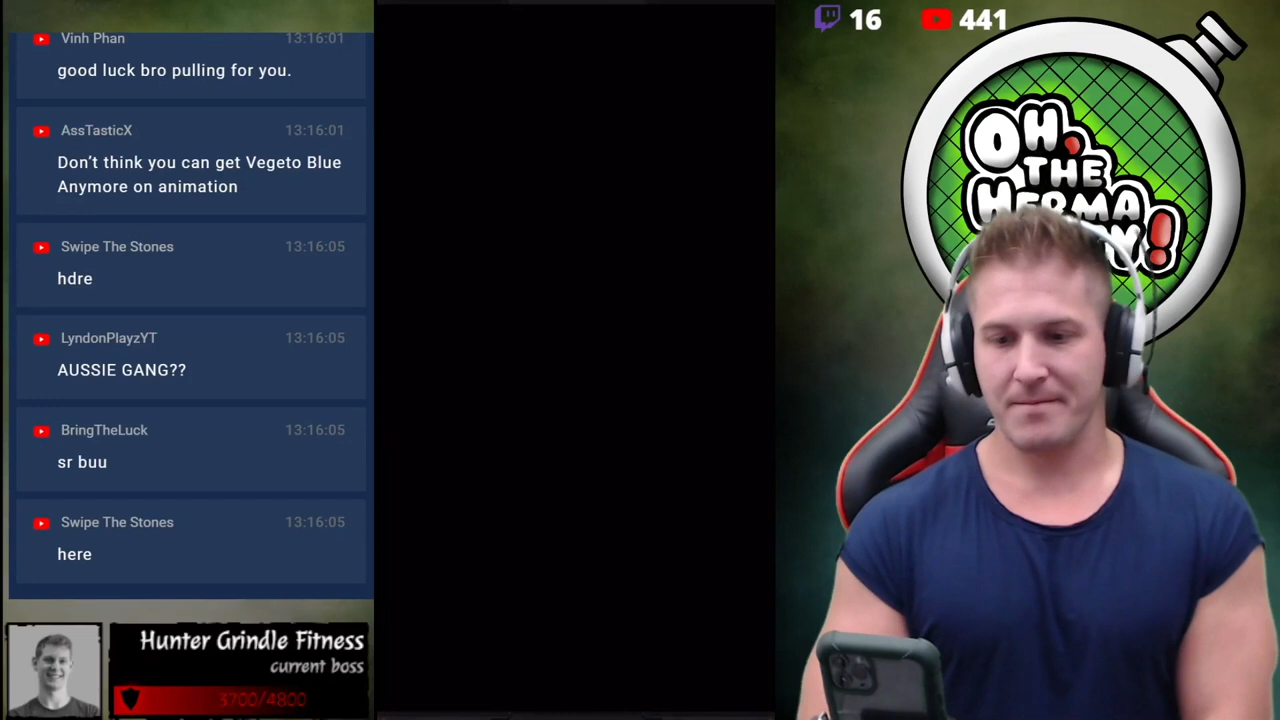 Vinh Phan 13:16:01
good luck bro pulling for you.
AssTasticX 13:16:01
Don’t think you can get Vegeto Blue
Anymore on animation
Swipe The Stones 13:16:05
hdre
LyndonPlayzYT 13:16:05
AUSSIE GANG??
BringTheLuck 13:16:05
sr buu
Swipe The Stones 13:16:05
here
Hunter Grindle Fitness
current boss
3700/4800
16 441
OH,
THE